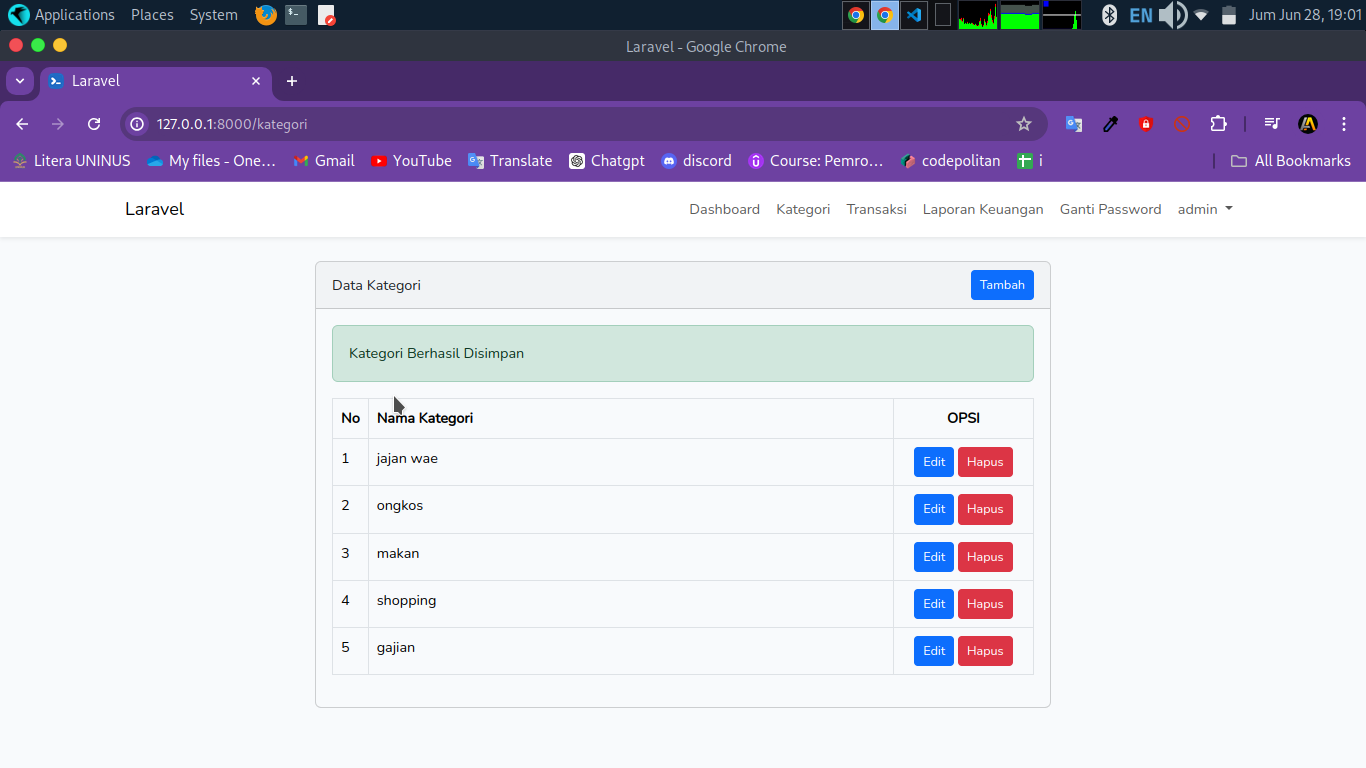 Applications Places System EN Jum Jun 28, 19:01
Laravel - Google Chrome
Laravel
127.0.0.1:8000/kategori
Litera UNINUS My files - One... Gmail YouTube Translate Chatgpt discord Course: Pemro... codepolitan i All Bookmarks
Laravel Dashboard Kategori Transaksi Laporan Keuangan Ganti Password admin
Data Kategori Tambah
Kategori Berhasil Disimpan
No Nama Kategori OPSI
1 jajan wae Edit Hapus
2 ongkos Edit Hapus
3 makan Edit Hapus
4 shopping Edit Hapus
5 gajian Edit Hapus